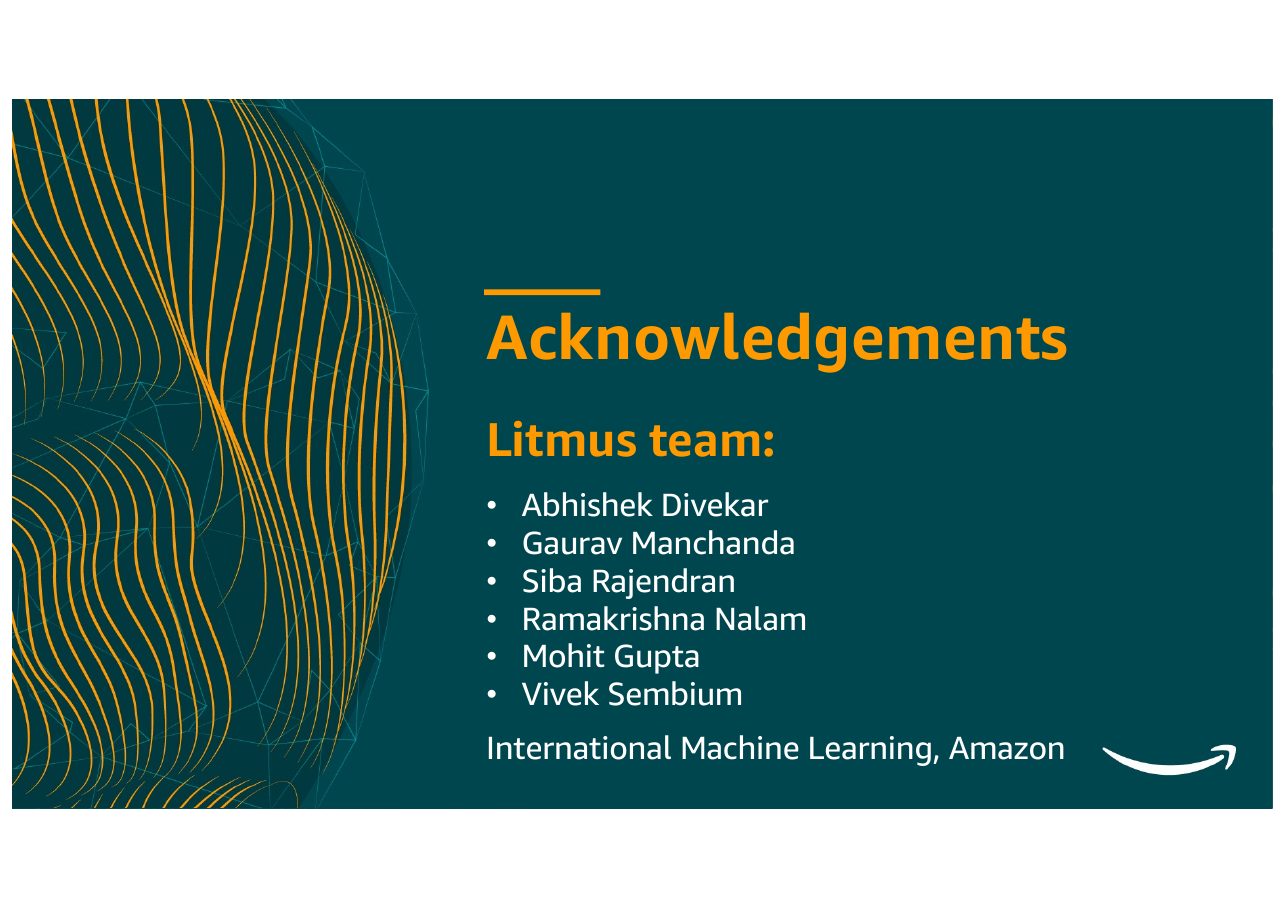 Acknowledgements
Litmus team:
• Abhishek Divekar
• Gaurav Manchanda
• Siba Rajendran
• Ramakrishna Nalam
• Mohit Gupta
• Vivek Sembium
International Machine Learning, Amazon